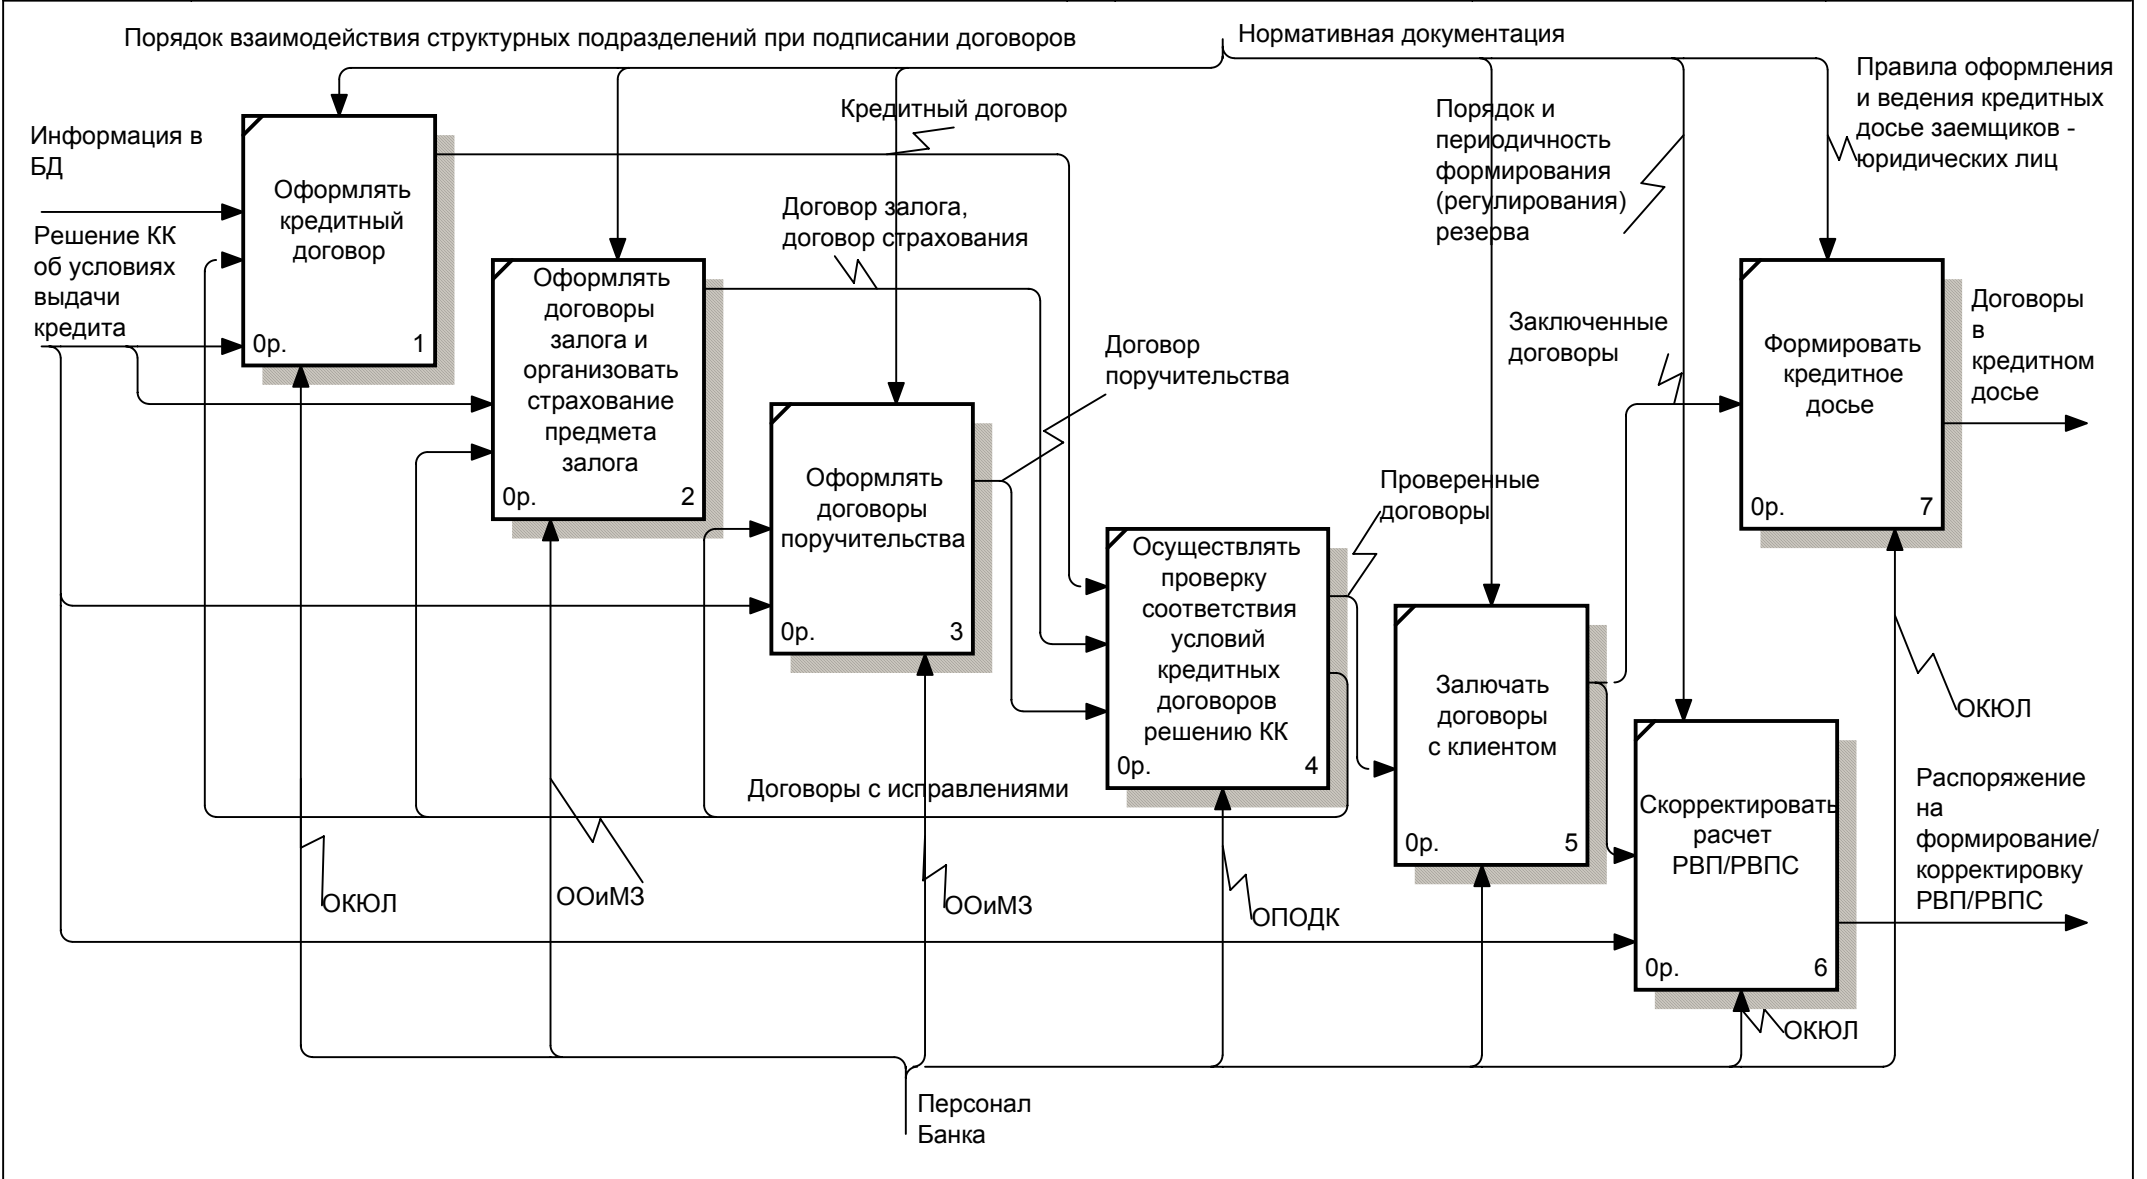 Порядок взаимодействия структурных подразделений при подписании договоров
Нормативная документация
Правила оформления
и ведения кредитных
досье заемщиков -
юридических лиц
Кредитный договор
Порядок и
периодичность
формирования
(регулирования)
резерва
Информация в
БД
Решение КК
об условиях
выдачи
кредита
Оформлять
кредитный
договор
0р.
1
Договор залога,
договор страхования
Оформлять
договоры
залога и
организовать
страхование
предмета
залога
0р.
2
Договор
поручительства
Оформлять
договоры
поручительства
0р.
3
Заключенные
договоры
Проверенные
договоры
Осуществлять
проверку
соответствия
условий
кредитных
договоров
решению КК
0р.
4
Залючать
договоры
с клиентом
0р.
5
Скорректировать
расчет
РВП/РВПС
0р.
6
Формировать
кредитное
досье
0р.
7
Договоры
в
кредитном
досье
ОКЮЛ
Распоряжение
на
формирование/
корректировку
РВП/РВПС
Договоры с исправлениями
ОКЮЛ
ООиМЗ
ООиМЗ
ОПОДК
ОКЮЛ
Персонал
Банка